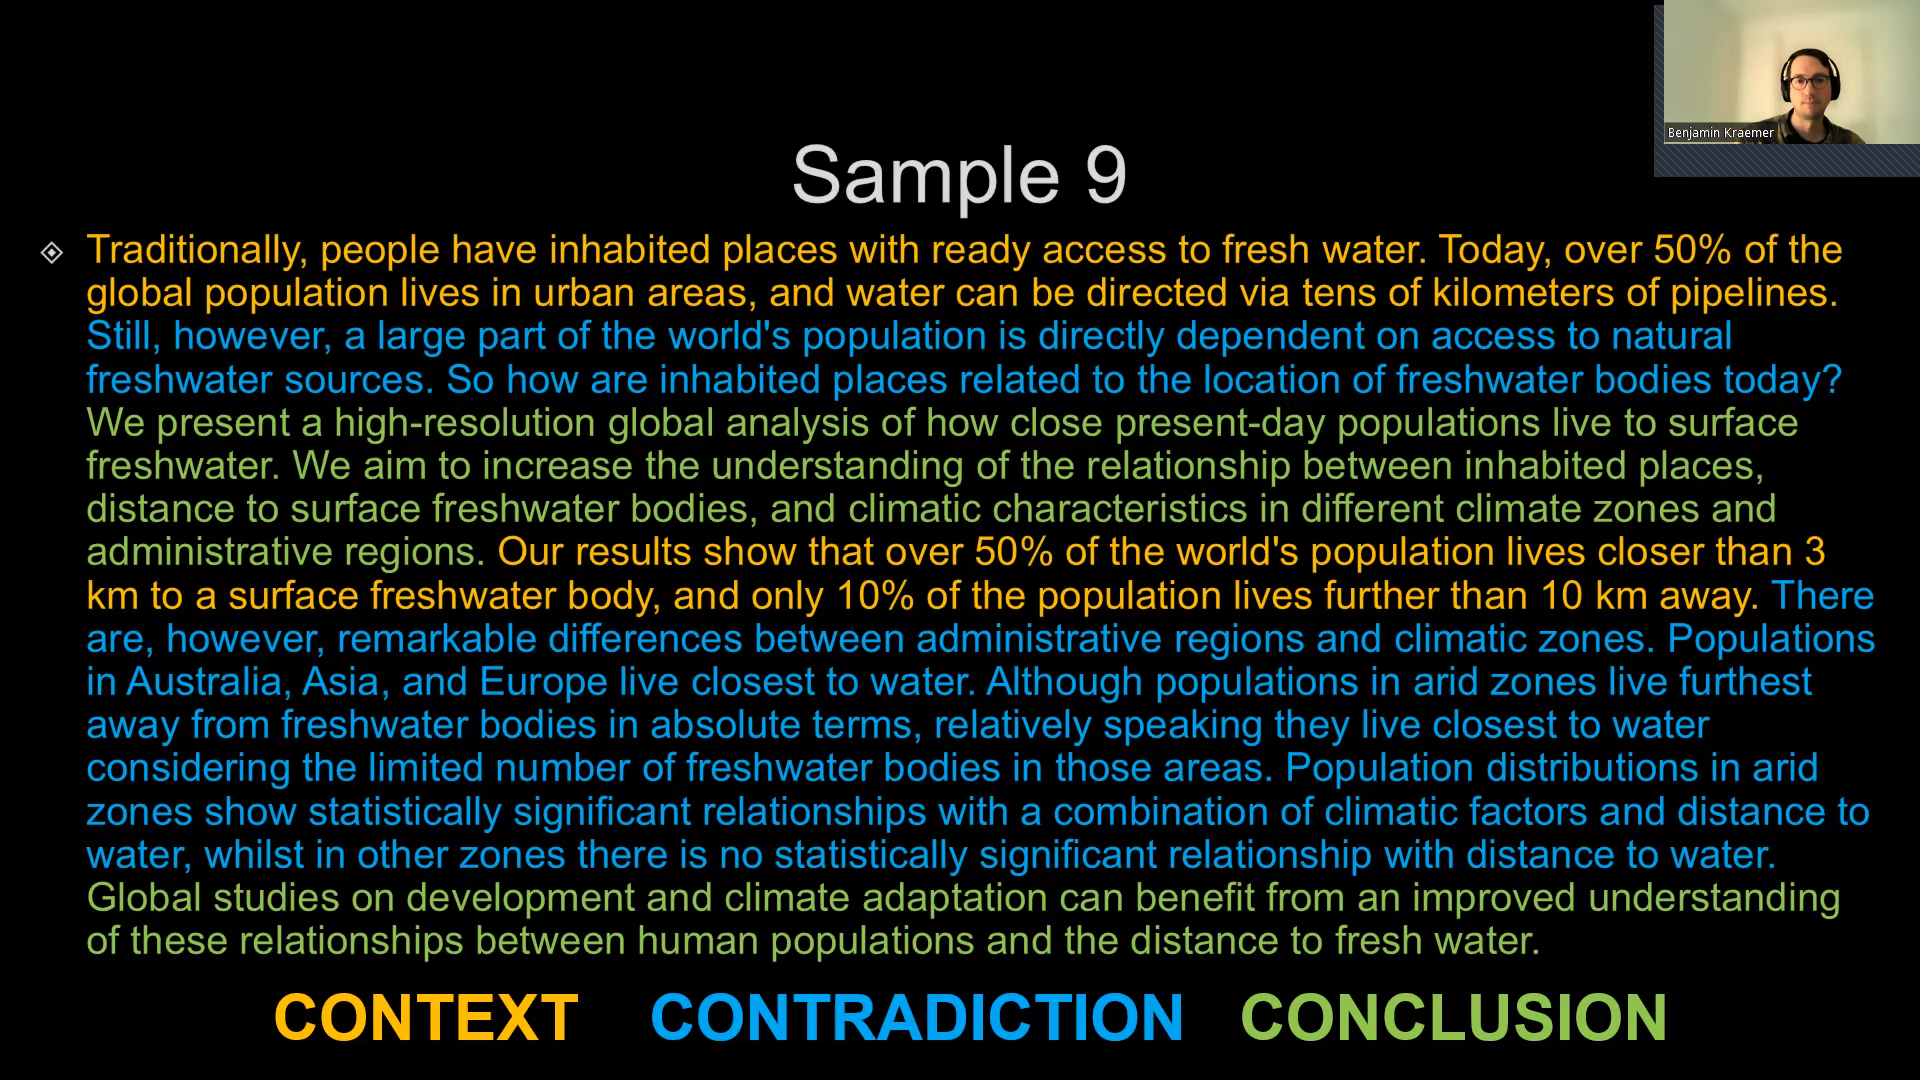 Benjamin Kraemer
Sample 9
Traditionally, people have inhabited places with ready access to fresh water. Today, over 50% of the
global population lives in urban areas, and water can be directed via tens of kilometers of pipelines.
Still, however, a large part of the world's population is directly dependent on access to natural
freshwater sources. So how are inhabited places related to the location of freshwater bodies today?
We present a high-resolution global analysis of how close present-day populations live to surface
freshwater. We aim to increase the understanding of the relationship between inhabited places,
distance to surface freshwater bodies, and climatic characteristics in different climate zones and
administrative regions. Our results show that over 50% of the world's population lives closer than 3
km to a surface freshwater body, and only 10% of the population lives further than 10 km away. There
are, however, remarkable differences between administrative regions and climatic zones. Populations
in Australia, Asia, and Europe live closest to water. Although populations in arid zones live furthest
away from freshwater bodies in absolute terms, relatively speaking they live closest to water
considering the limited number of freshwater bodies in those areas. Population distributions in arid
zones show statistically significant relationships with a combination of climatic factors and distance to
water, whilst in other zones there is no statistically significant relationship with distance to water.
Global studies on development and climate adaptation can benefit from an improved understanding
of these relationships between human populations and the distance to fresh water.
CONTEXT CONTRADICTION CONCLUSION